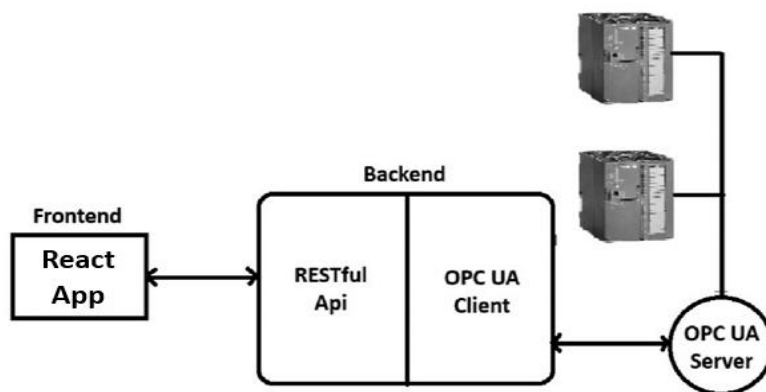 Backend
Frontend
React
App
RESTful
Api
OPC UA
Client
OPC UA
Server